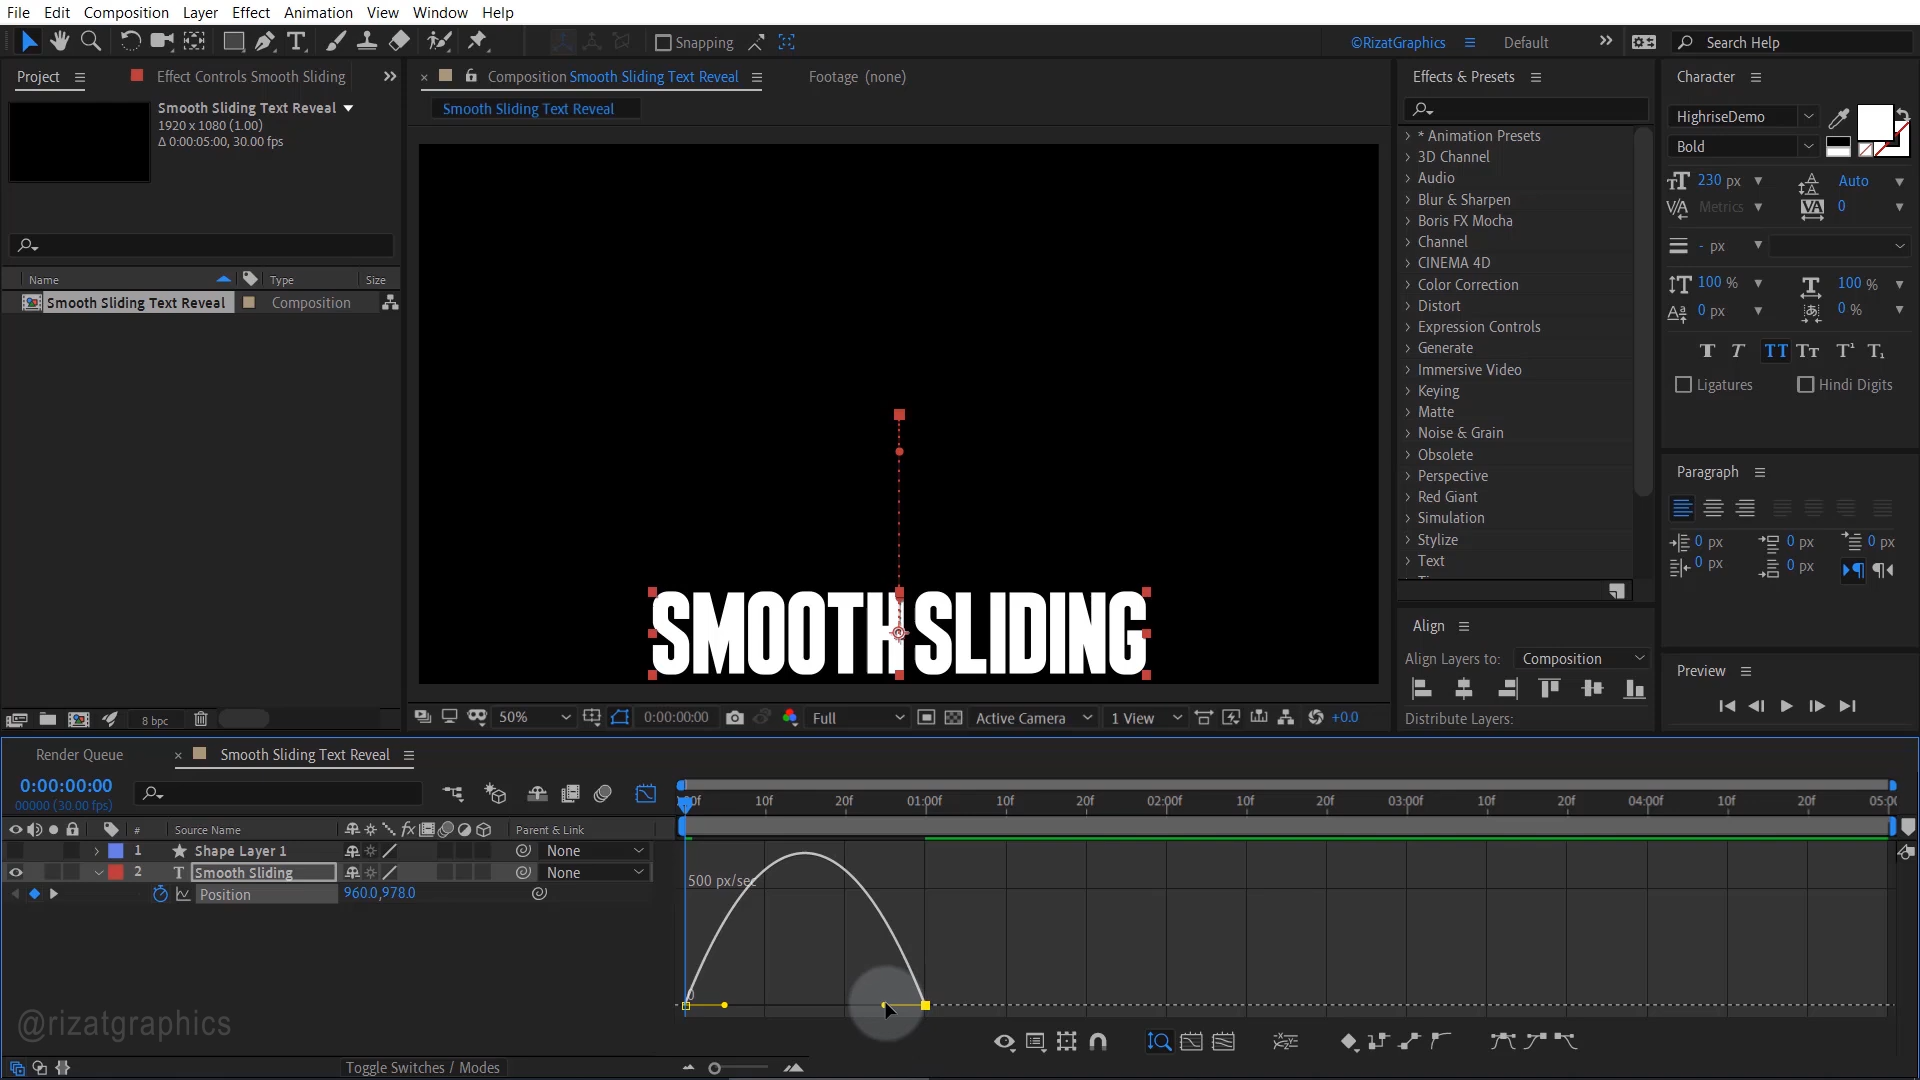 File Edit Composition Layer Effect Animation View Window Help
Snapping
©RizatGraphics Default Search Help
Project Effect Controls Smooth Sliding
Composition Smooth Sliding Text Reveal Footage (none)
Effects & Presets
Character
Smooth Sliding Text Reveal
1920 x 1080 (1.00)
Δ 0:00:05:00, 30.00 fps
Smooth Sliding Text Reveal
HighriseDemo
Bold
230 px Auto
Metrics 0
- px
100 % 100 %
0 px 0 %
Ligatures Hindi Digits
* Animation Presets
3D Channel
Audio
Blur & Sharpen
Boris FX Mocha
Channel
CINEMA 4D
Color Correction
Distort
Expression Controls
Generate
Immersive Video
Keying
Matte
Noise & Grain
Obsolete
Perspective
Red Giant
Simulation
Stylize
Text
Name Type Size
Smooth Sliding Text Reveal Composition
SMOOTH SLIDING
Paragraph
0 px 0 px 0 px
0 px 0 px
Align
Align Layers to: Composition
Distribute Layers:
Preview
8 bpc
50% 0:00:00:00 Full Active Camera 1 View +0.0
Render Queue Smooth Sliding Text Reveal
0:00:00:00
00000 (30.00 fps)
10f 20f 01:00f 10f 20f 02:00f 10f 20f 03:00f 10f 20f 04:00f 10f 20f
# Source Name Parent & Link
1 Shape Layer 1 None
2 Smooth Sliding None
Position 960.0,978.0
500 px/sec
0
@rizatgraphics
Toggle Switches / Modes